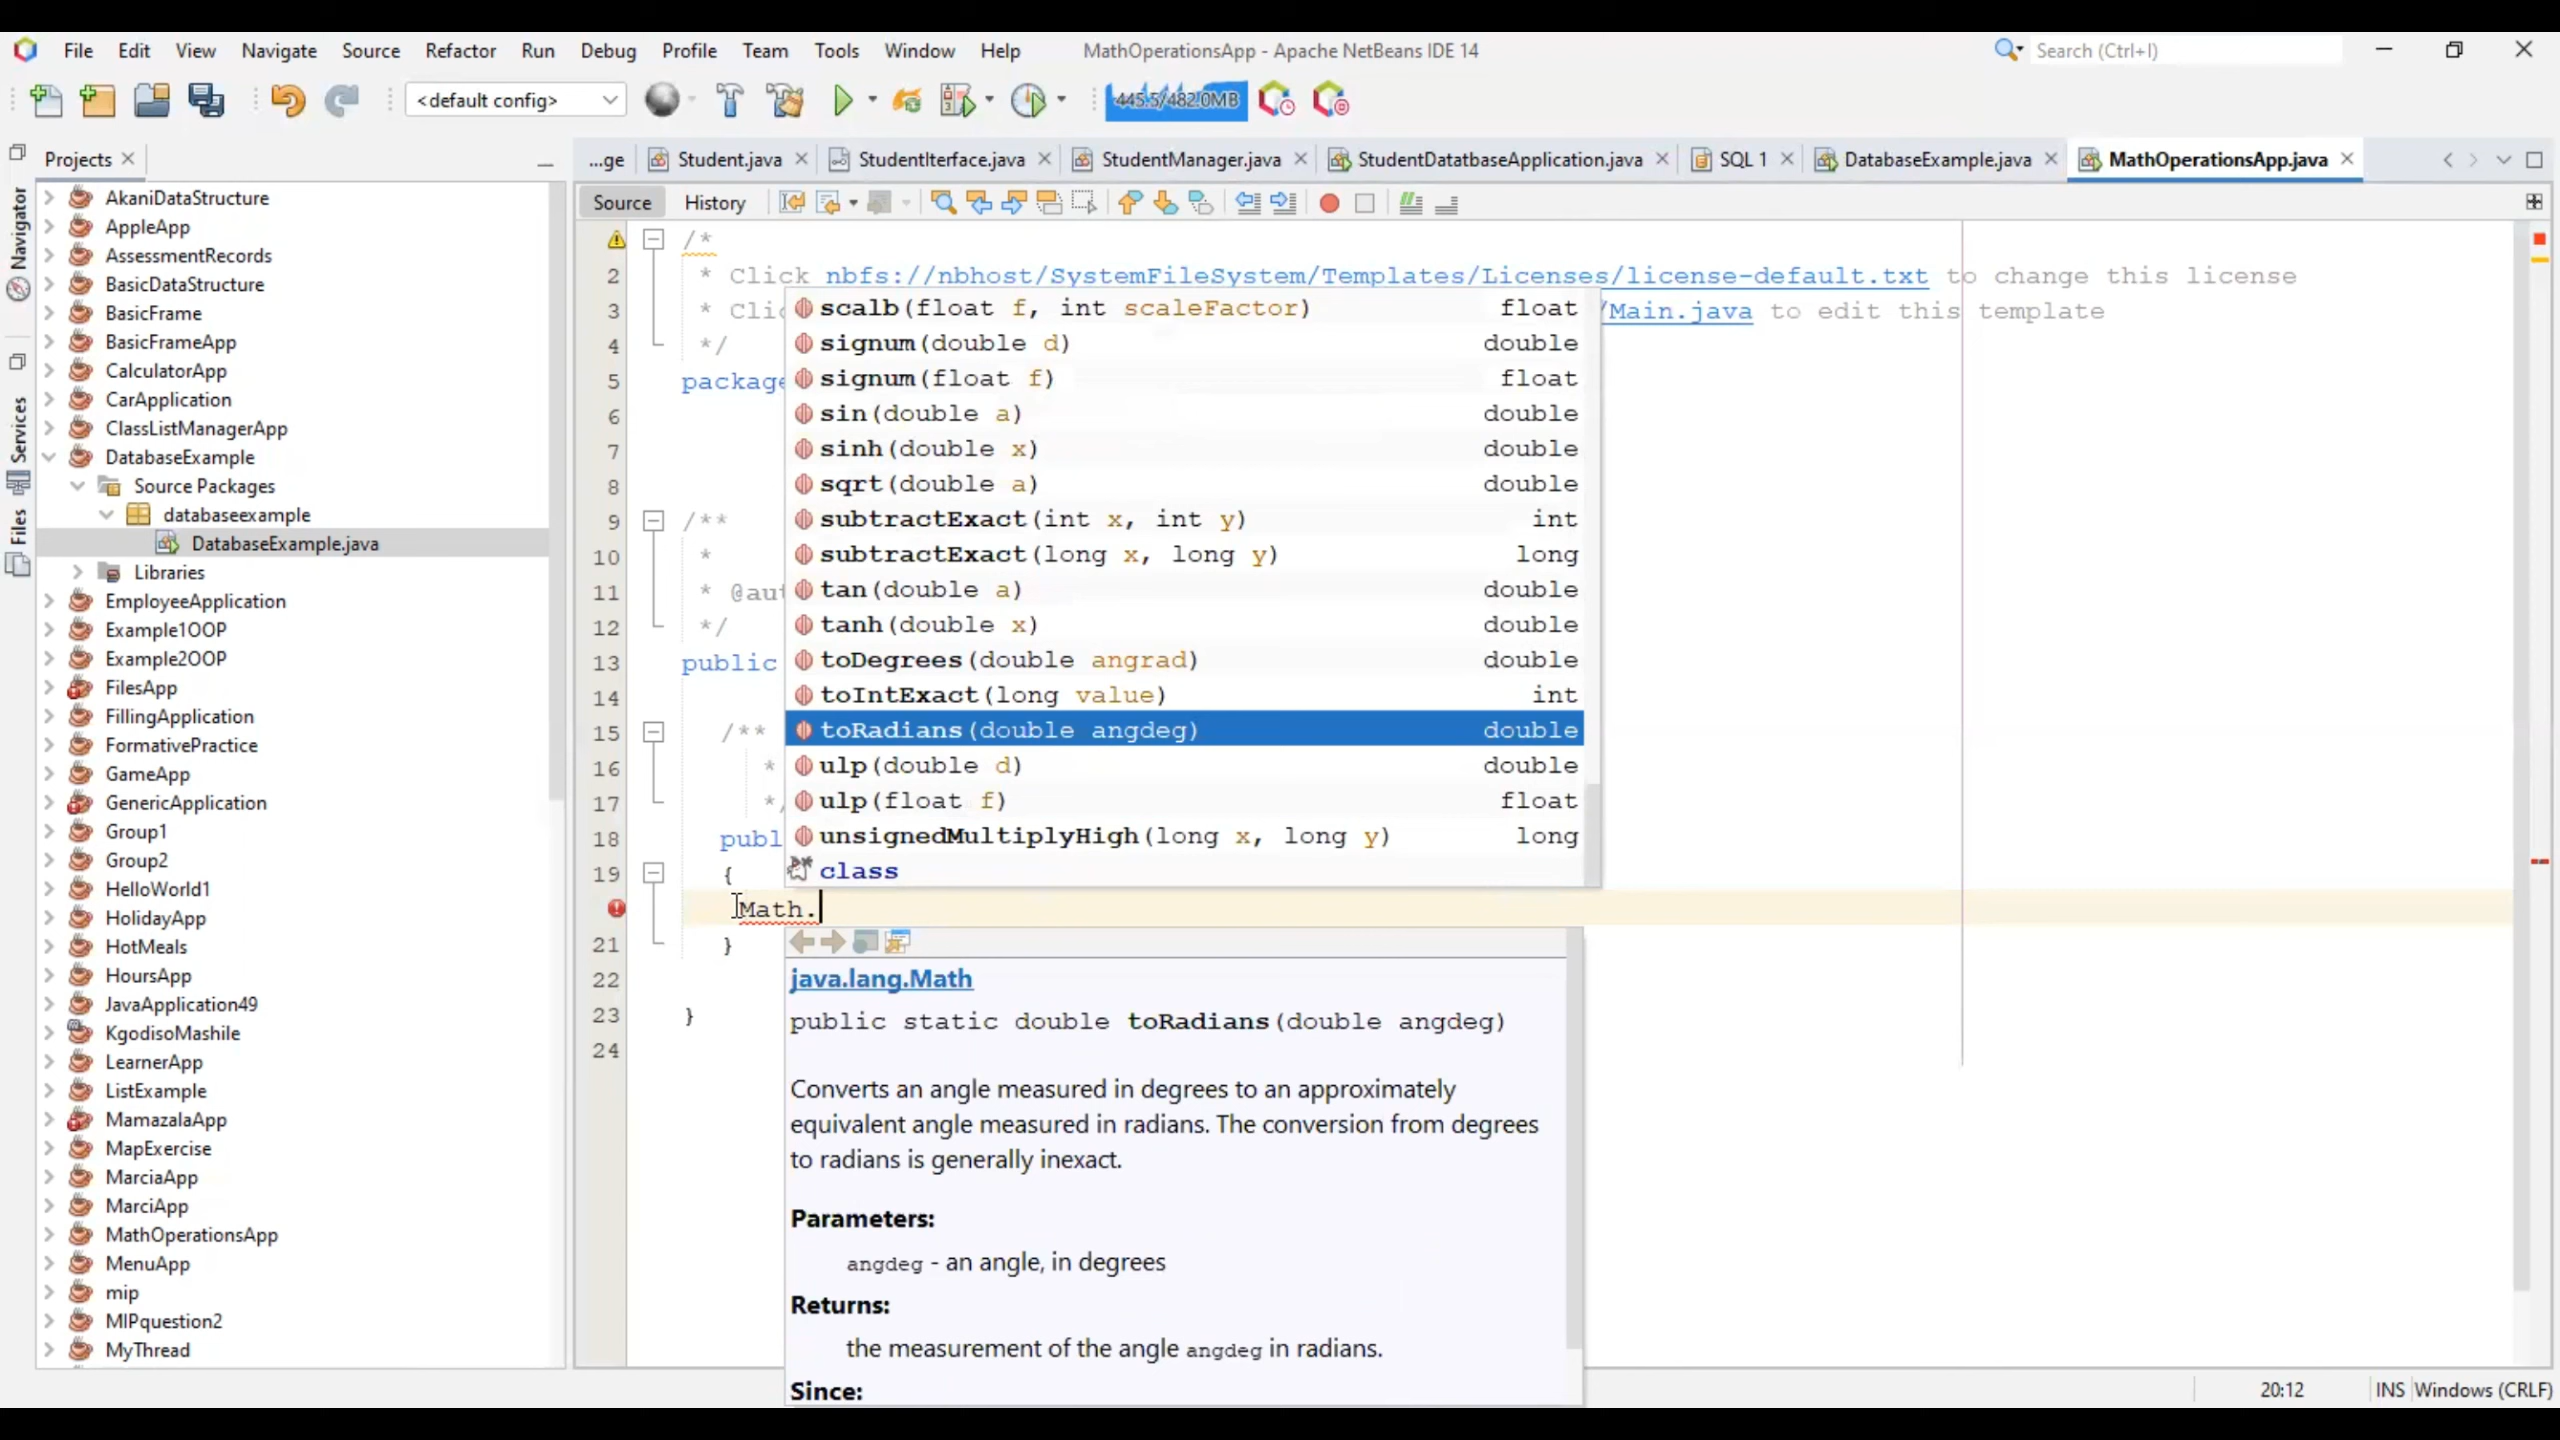 File Edit View Navigate Source Refactor Run Debug Profile Team Tools Window Help MathOperationsApp - Apache NetBeans IDE 14 Search (Ctrl+I)
<default config> 445.5/482.0MB
Projects
...ge Student.java StudentIterface.java StudentManager.java StudentDatatbaseApplication.java SQL 1 DatabaseExample.java MathOperationsApp.java
Source History
Navigator
Services
Files
AkaniDataStructure
AppleApp
AssessmentRecords
BasicDataStructure
BasicFrame
BasicFrameApp
CalculatorApp
CarApplication
ClassListManagerApp
DatabaseExample
Source Packages
databaseexample
DatabaseExample.java
Libraries
EmployeeApplication
Example1OOP
Example2OOP
FilesApp
FillingApplication
FormativePractice
GameApp
GenericApplication
Group1
Group2
HelloWorld1
HolidayApp
HotMeals
HoursApp
JavaApplication49
KgodisoMashile
LearnerApp
ListExample
MamazalaApp
MapExercise
MarciaApp
MarciApp
MathOperationsApp
MenuApp
mip
MIPquestion2
MyThread
/*
2 * Click nbfs://nbhost/SystemFileSystem/Templates/Licenses/license-default.txt to change this license
3 * Clic /Main.java to edit this template
4 */
5 package
6
7
8
9 /**
10 *
11 * @aut
12 */
13 public
14
15 /**
16 *
17 */
18 publ
19 {
Math.
21 }
22
23 }
24
scalb(float f, int scaleFactor) float
signum(double d) double
signum(float f) float
sin(double a) double
sinh(double x) double
sqrt(double a) double
subtractExact(int x, int y) int
subtractExact(long x, long y) long
tan(double a) double
tanh(double x) double
toDegrees(double angrad) double
toIntExact(long value) int
toRadians(double angdeg) double
ulp(double d) double
ulp(float f) float
unsignedMultiplyHigh(long x, long y) long
class
java.lang.Math
public static double toRadians(double angdeg)
Converts an angle measured in degrees to an approximately
equivalent angle measured in radians. The conversion from degrees
to radians is generally inexact.
Parameters:
angdeg - an angle, in degrees
Returns:
the measurement of the angle angdeg in radians.
Since:
20:12 INS Windows (CRLF)